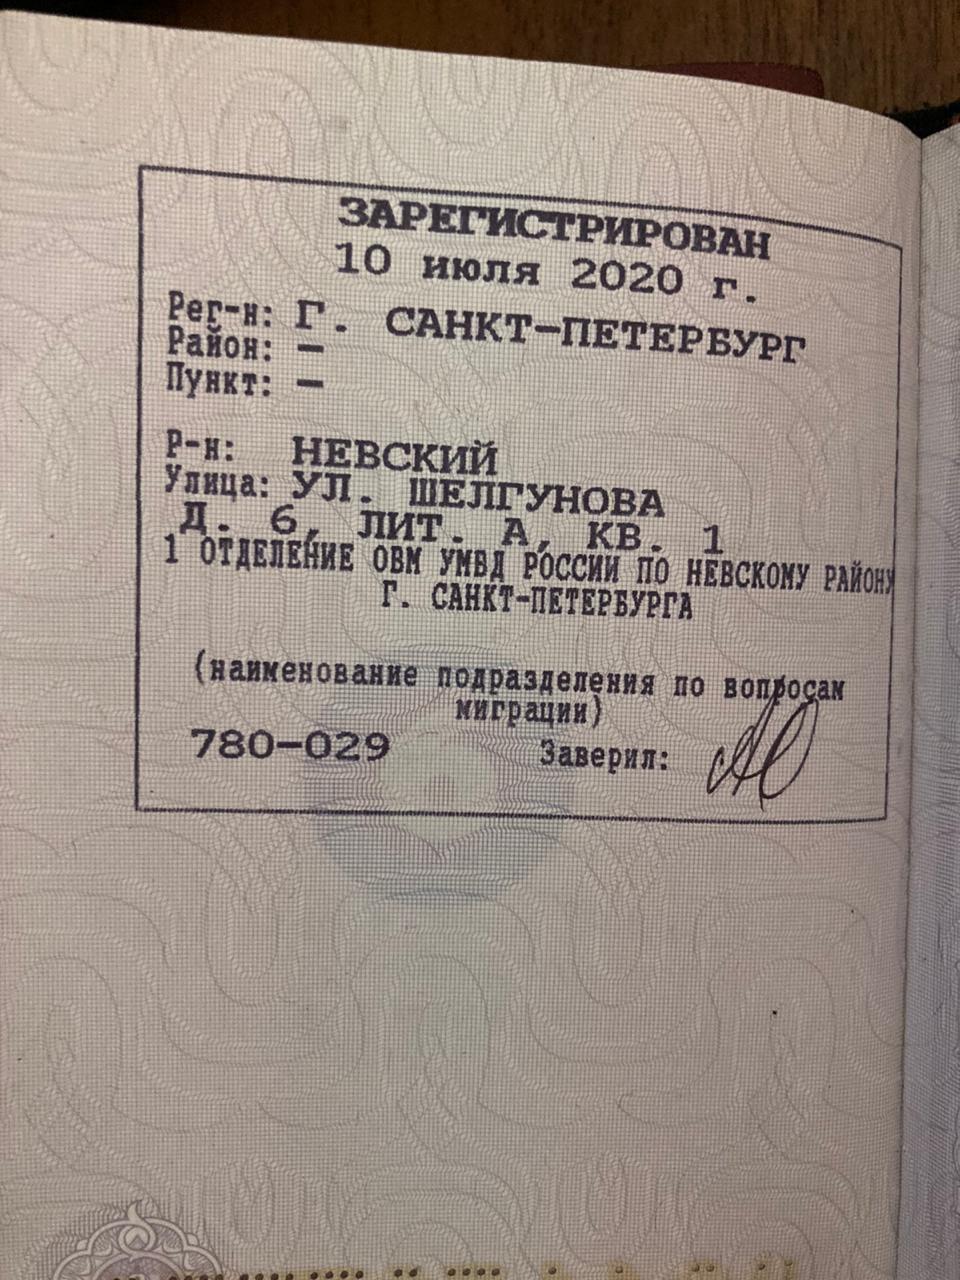 ЗАРЕГИСТРИРОВАН
10 июля 2020 г.
Рег-н: Г. САНКТ-ПЕТЕРБУРГ
Район: –
Пункт: –
Р-н: НЕВСКИЙ
Улица: УЛ. ШЕЛГУНОВА
Д. 6, ЛИТ. А, КВ. 1
1 ОТДЕЛЕНИЕ ОВМ УМВД РОССИИ ПО НЕВСКОМУ РАЙОНУ
Г. САНКТ-ПЕТЕРБУРГА
(наименование подразделения по вопросам
миграции)
780-029 Заверил: